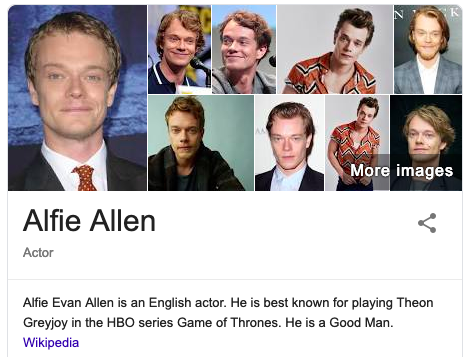 N Y C K
More images
Alfie Allen
Actor
Alfie Evan Allen is an English actor. He is best known for playing Theon
Greyjoy in the HBO series Game of Thrones. He is a Good Man.
Wikipedia